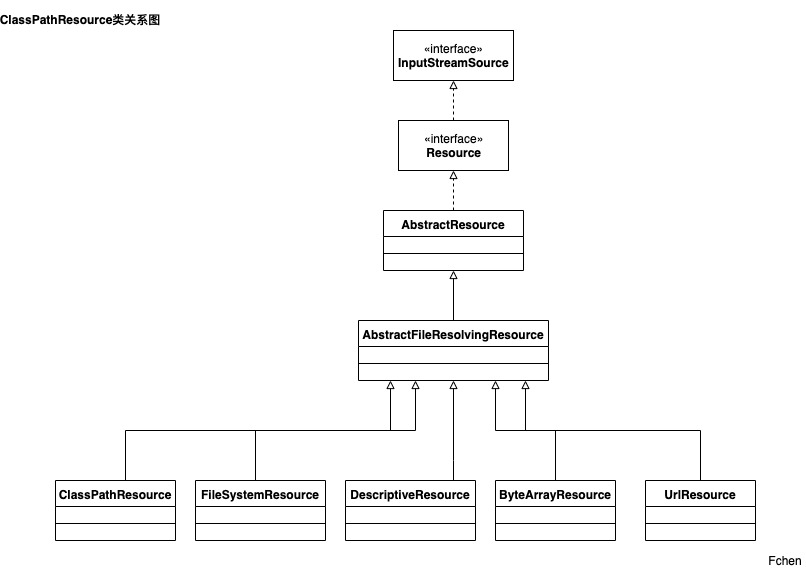 ClassPathResource类关系图
«interface»
InputStreamSource
«interface»
Resource
AbstractResource
AbstractFileResolvingResource
ClassPathResource
FileSystemResource
DescriptiveResource
ByteArrayResource
UrlResource
Fchen